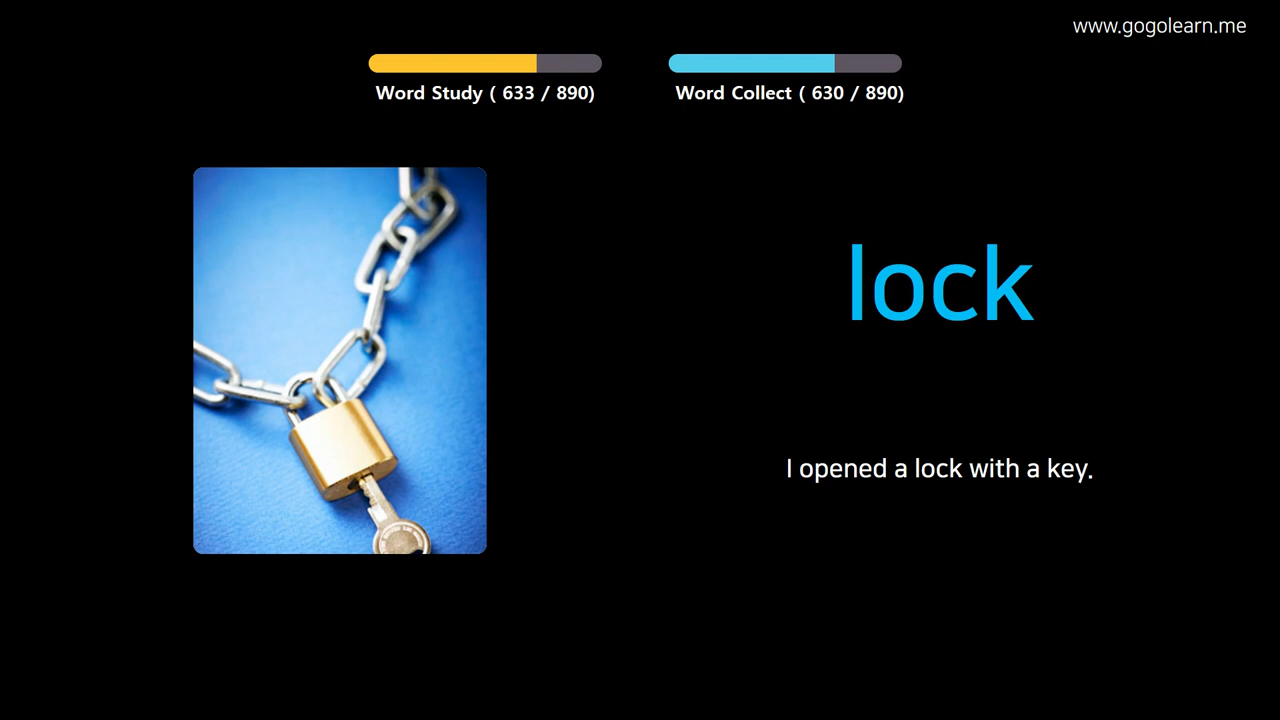 www.gogolearn.me
Word Study ( 633 / 890)
Word Collect ( 630 / 890)
lock
I opened a lock with a key.